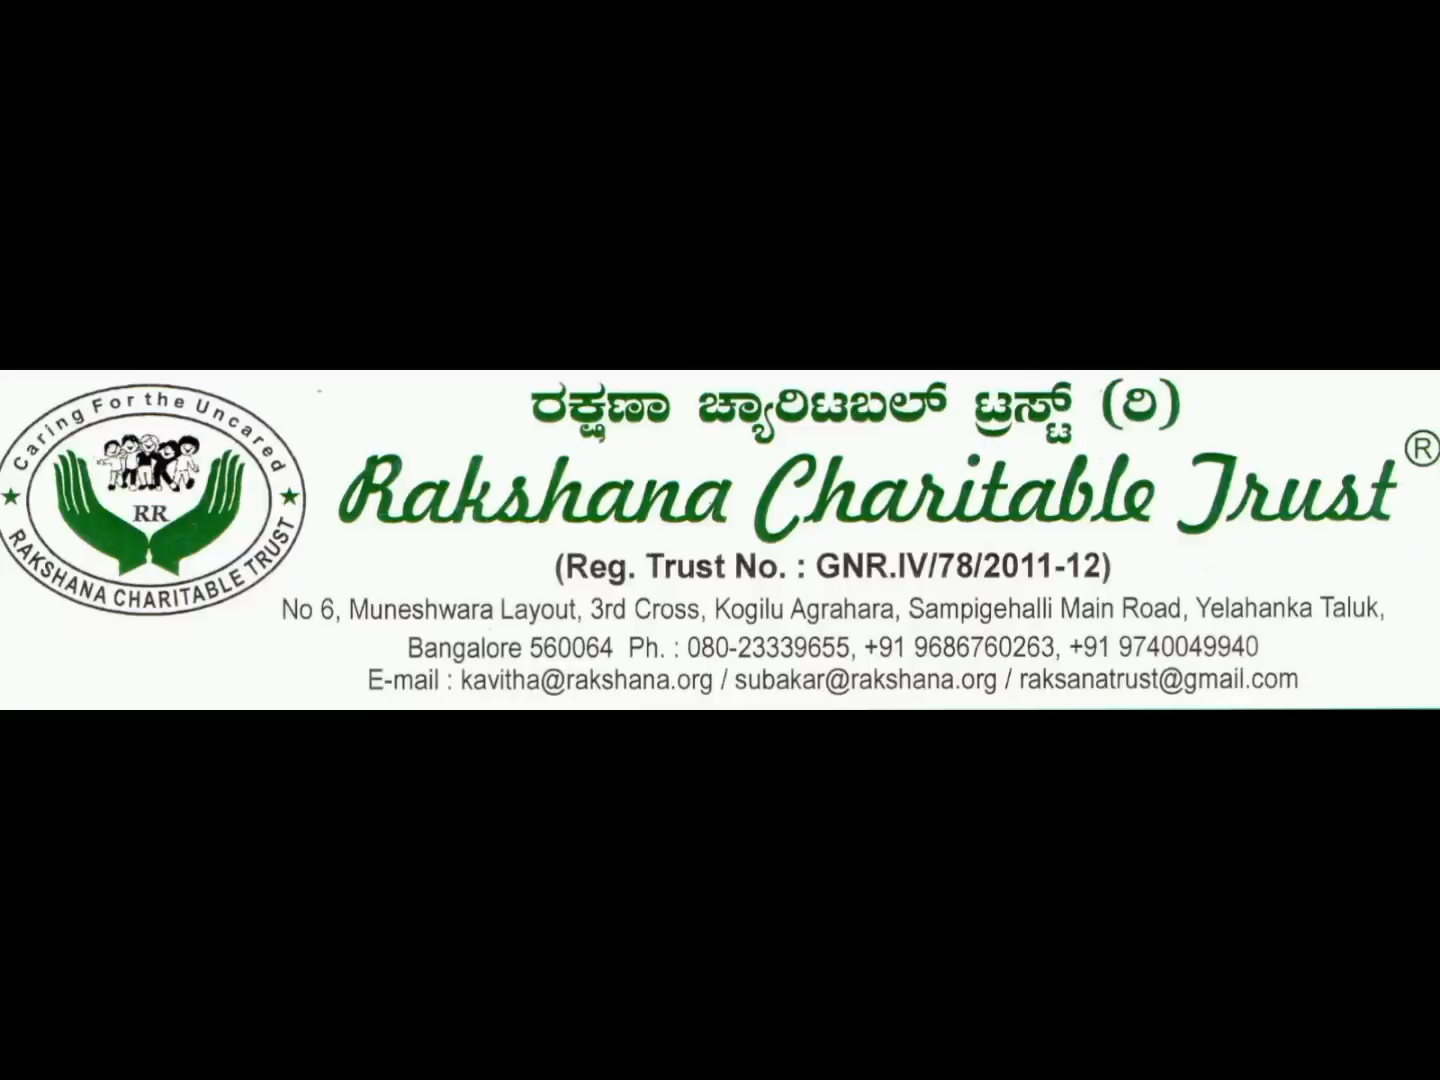 Caring For the Uncared
RR
★ RAKSHANA CHARITABLE TRUST ★
ರಕ್ಷಣಾ ಚ್ಯಾರಿಟಬಲ್ ಟ್ರಸ್ಟ್ (ರಿ)
Rakshana Charitable Trust ®
(Reg. Trust No. : GNR.IV/78/2011-12)
No 6, Muneshwara Layout, 3rd Cross, Kogilu Agrahara, Sampigehalli Main Road, Yelahanka Taluk,
Bangalore 560064 Ph. : 080-23339655, +91 9686760263, +91 9740049940
E-mail : kavitha@rakshana.org / subakar@rakshana.org / raksanatrust@gmail.com